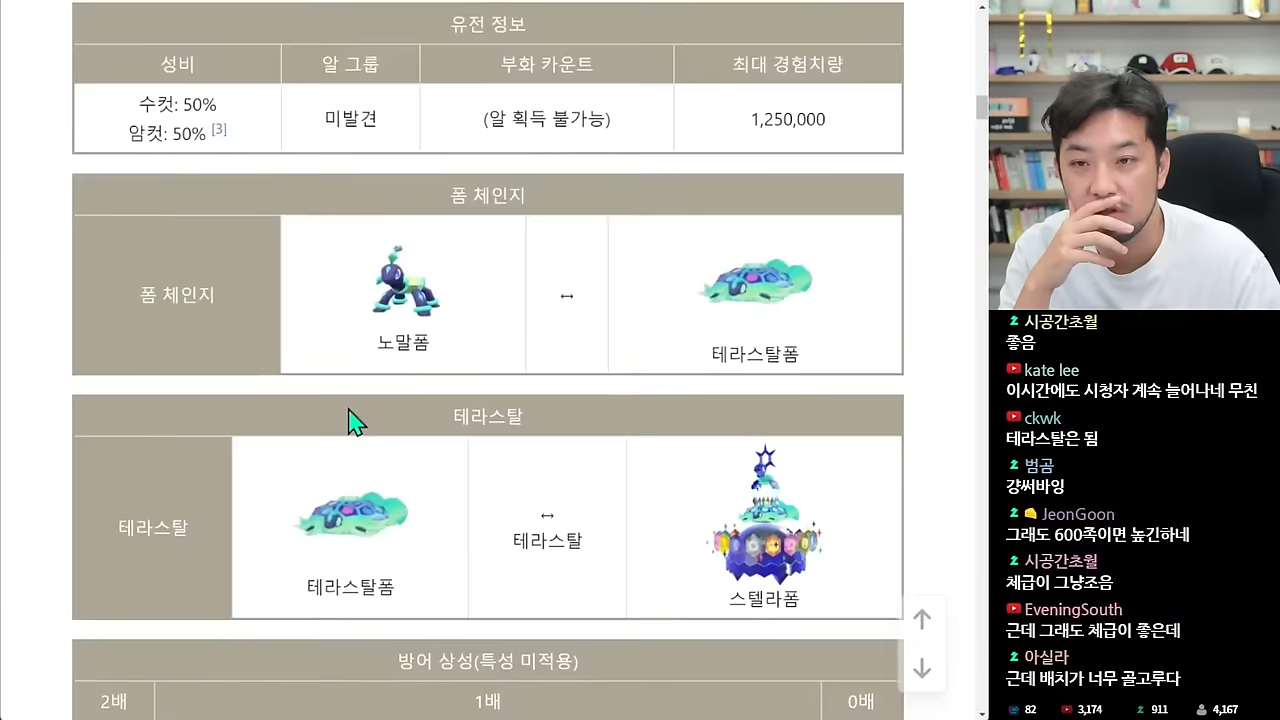 유전 정보
성비
알 그룹
부화 카운트
최대 경험치량
수컷: 50%
암컷: 50% [3]
미발견
(알 획득 불가능)
1,250,000
폼 체인지
폼 체인지
노말폼
↔
테라스탈폼
테라스탈
테라스탈
테라스탈폼
↔
테라스탈
스텔라폼
방어 상성(특성 미적용)
2배
1배
0배
시공간초월
좋음
kate lee
이시간에도 시청자 계속 늘어나네 무친
ckwk
테라스탈은 됨
범곰
걍써바잉
JeonGoon
그래도 600족이면 높긴하네
시공간초월
체급이 그냥조음
EveningSouth
근데 그래도 체급이 좋은데
아실라
근데 배치가 너무 골고루다
82
3,174
911
4,167